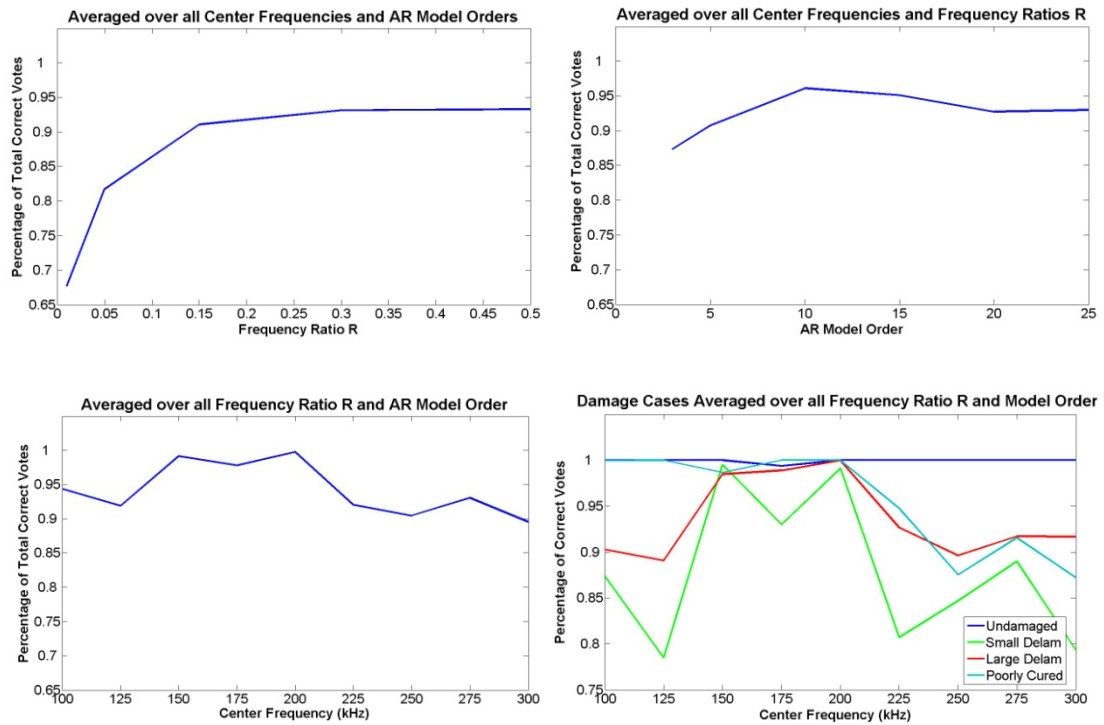 Averaged over all Center Frequencies and AR Model Orders
Percentage of Total Correct Votes
1
0.95
0.9
0.85
0.8
0.75
0.7
0.65
0 0.05 0.1 0.15 0.2 0.25 0.3 0.35 0.4 0.45 0.5
Frequency Ratio R
Averaged over all Center Frequencies and Frequency Ratios R
Percentage of Total Correct Votes
1
0.95
0.9
0.85
0.8
0.75
0.7
0.65
0 5 10 15 20 25
AR Model Order
Averaged over all Frequency Ratio R and AR Model Order
Percentage of Total Correct Votes
1
0.95
0.9
0.85
0.8
0.75
0.7
0.65
100 125 150 175 200 225 250 275 300
Center Frequency (kHz)
Damage Cases Averaged over all Frequency Ratio R and Model Order
Percentage of Correct Votes
1
0.95
0.9
0.85
0.8
0.75
0.7
0.65
Undamaged
Small Delam
Large Delam
Poorly Cured
100 125 150 175 200 225 250 275 300
Center Frequency (kHz)